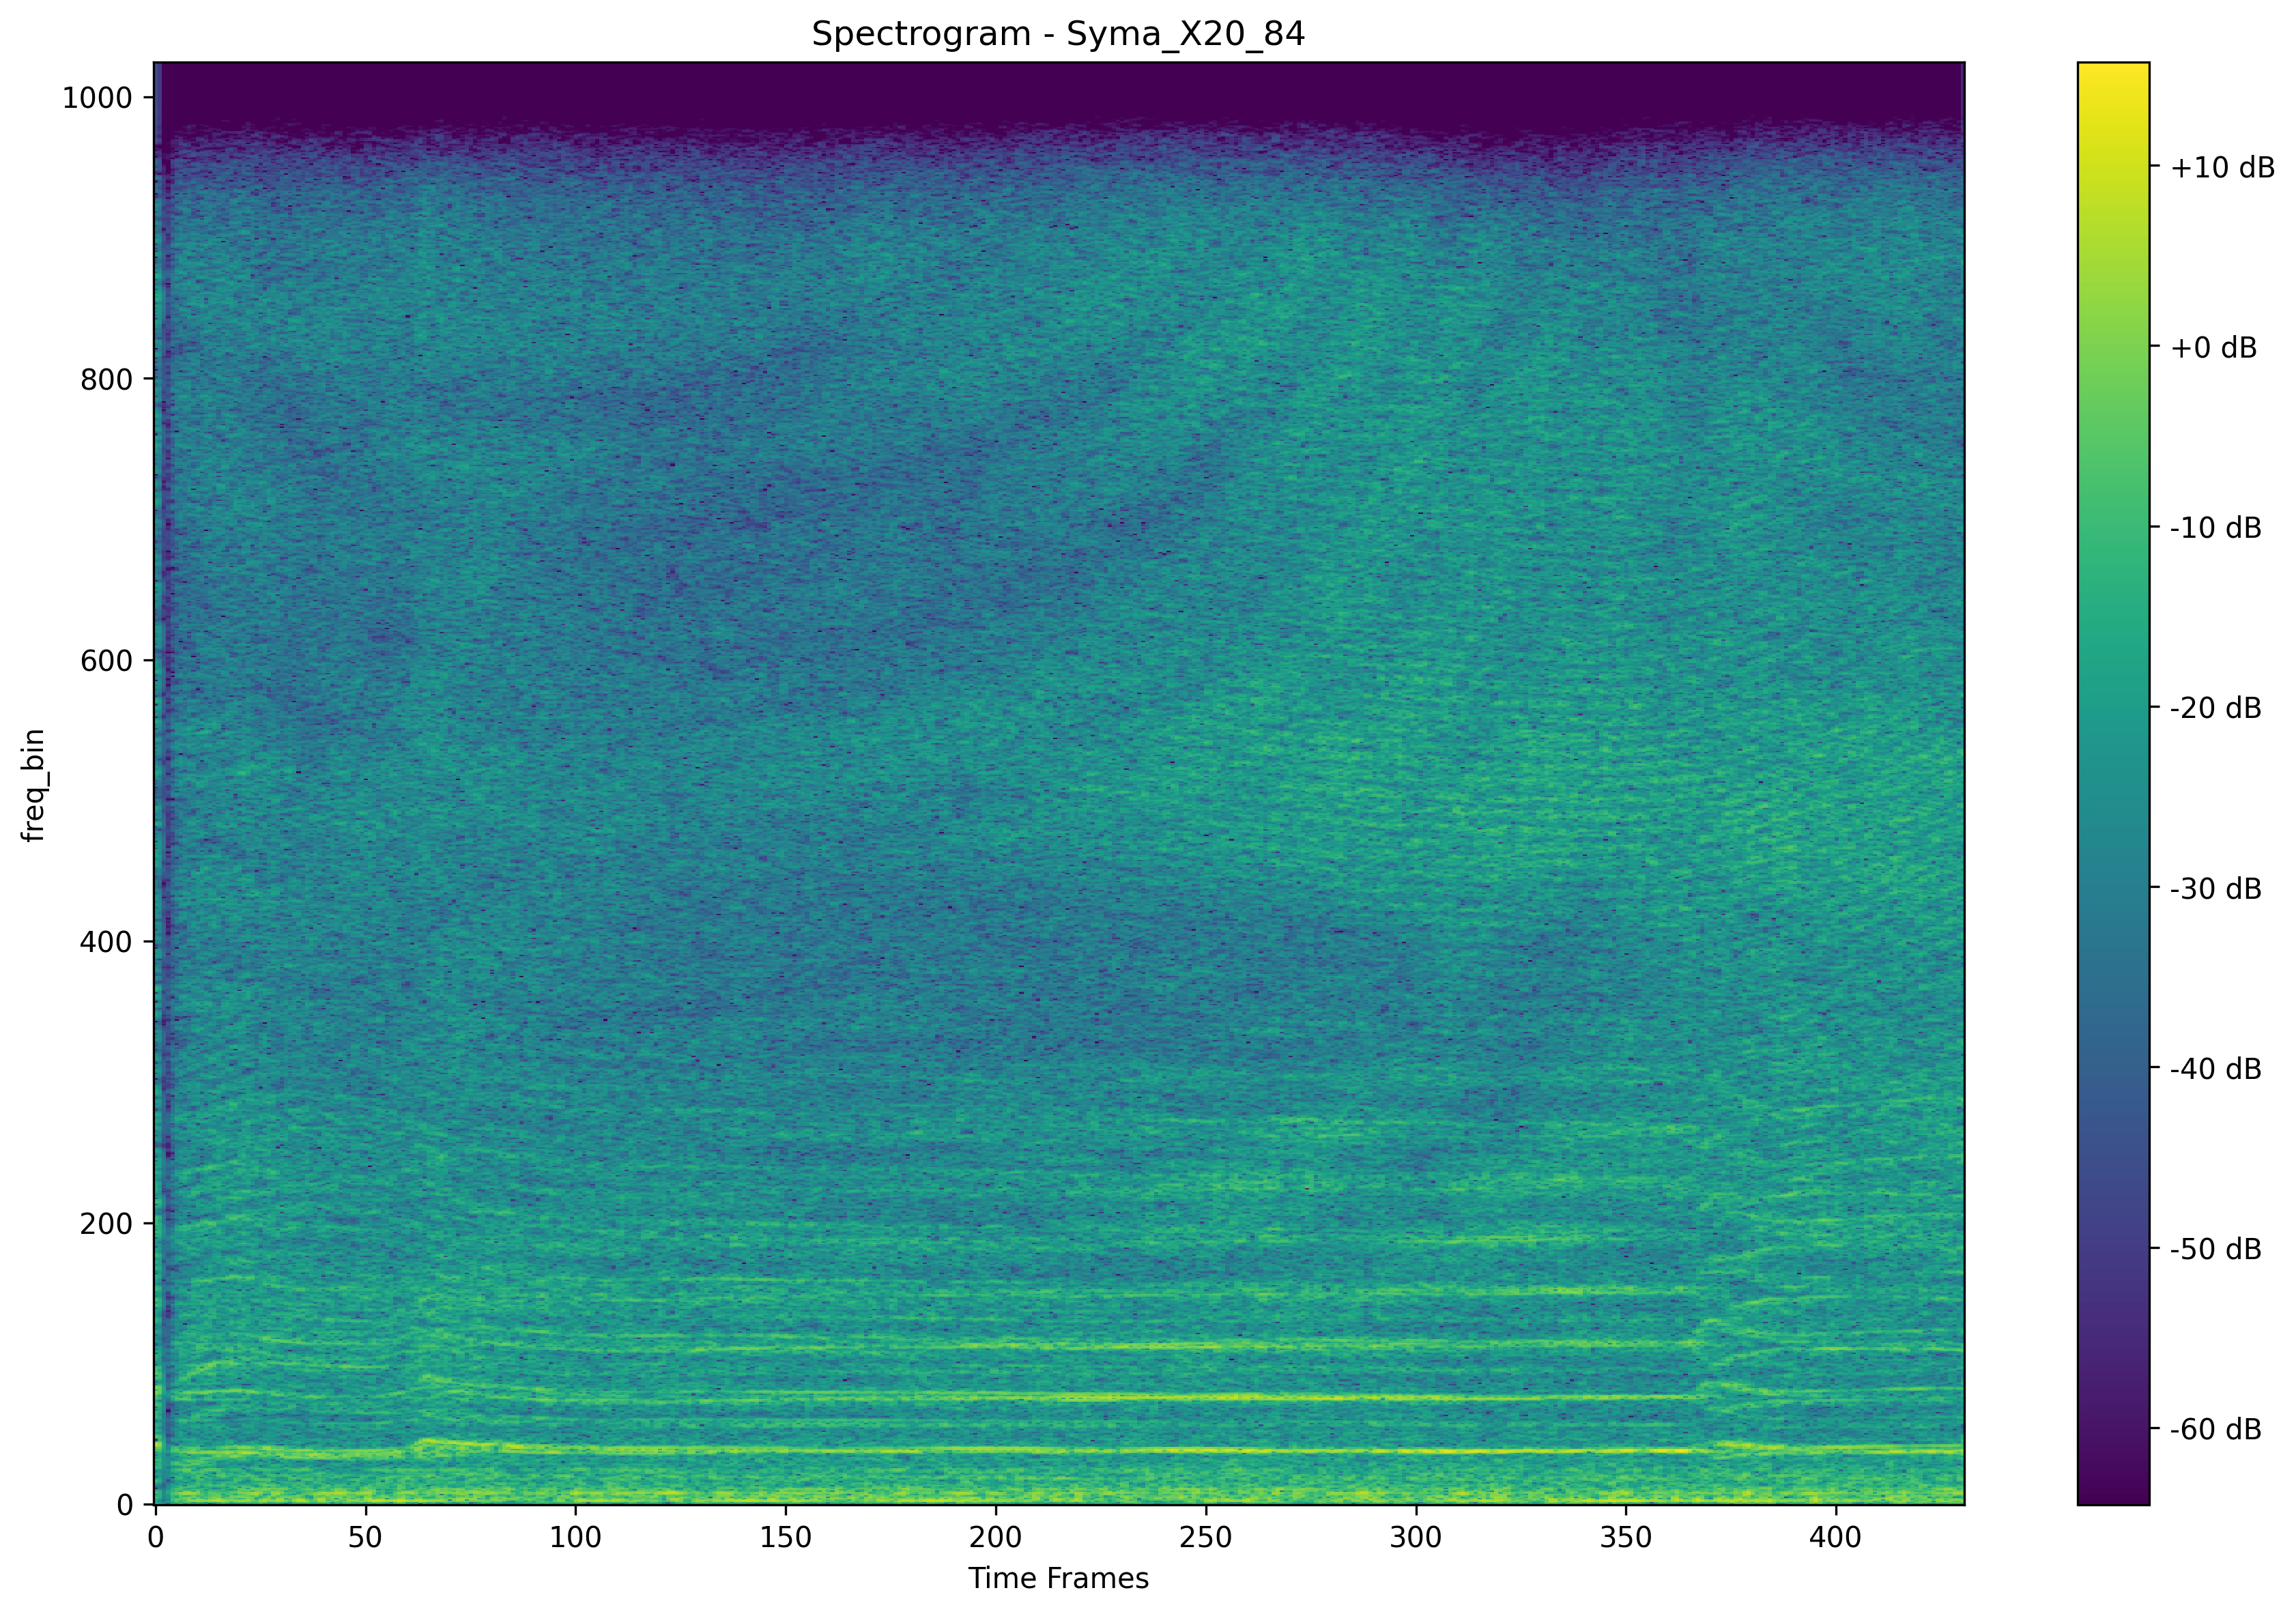 Spectrogram - Syma_X20_84
1000
800
600
400
200
0
freq_bin
0 50 100 150 200 250 300 350 400
Time Frames
+10 dB
+0 dB
-10 dB
-20 dB
-30 dB
-40 dB
-50 dB
-60 dB